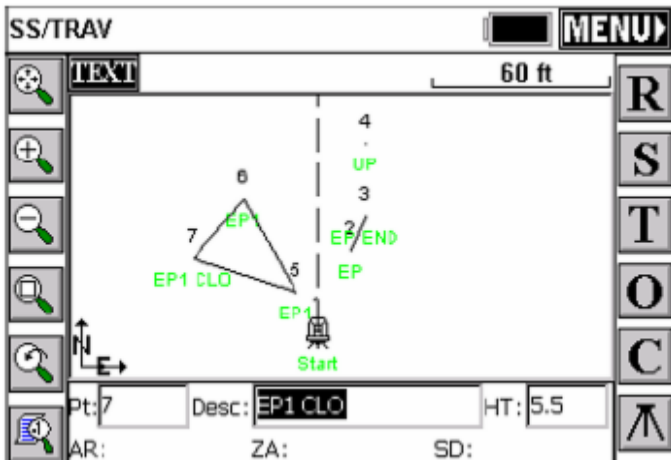 SS/TRAV
MENU
TEXT
60 ft
R
S
T
O
C
4
UP
3
6
EP1
2
EP END
7
EP
EP1 CLO
5
EP1
N
E
Start
Pt: 7
Desc: EP1 CLO
HT: 5.5
AR:
ZA:
SD: